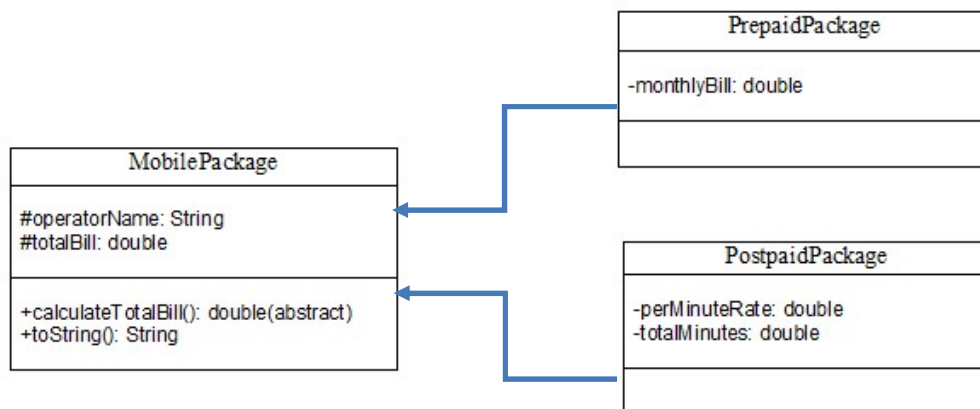 PrepaidPackage
-monthlyBill: double
MobilePackage
#operatorName: String
#totalBill: double
+calculateTotalBill(): double(abstract)
+toString(): String
PostpaidPackage
-perMinuteRate: double
-totalMinutes: double